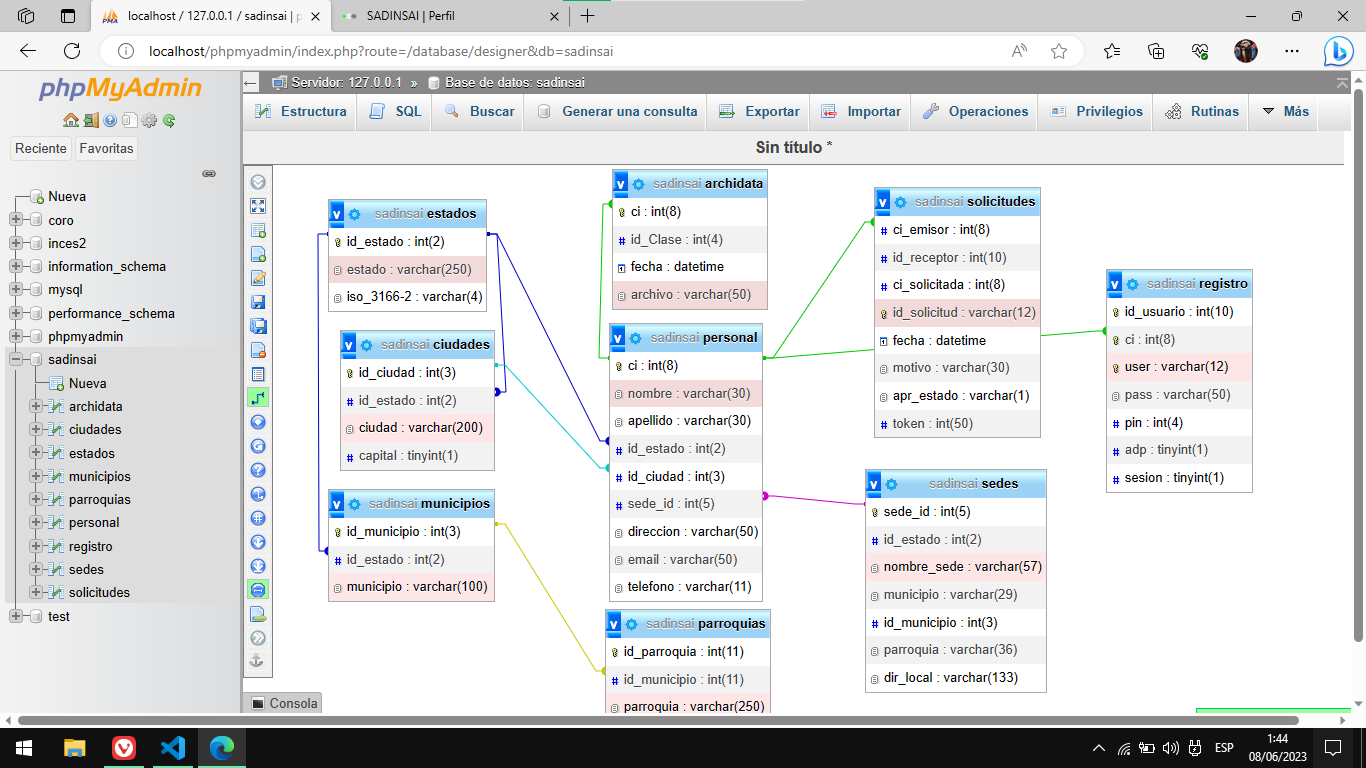 localhost / 127.0.0.1 / sadinsai | p
SADINSAI | Perfil
localhost/phpmyadmin/index.php?route=/database/designer&db=sadinsai
phpMyAdmin
Reciente
Favoritas
Nueva
coro
inces2
information_schema
mysql
performance_schema
phpmyadmin
sadinsai
Nueva
archidata
ciudades
estados
municipios
parroquias
personal
registro
sedes
solicitudes
test
Servidor: 127.0.0.1 » Base de datos: sadinsai
Estructura
SQL
Buscar
Generar una consulta
Exportar
Importar
Operaciones
Privilegios
Rutinas
Más
Sin título *
sadinsai estados
id_estado : int(2)
estado : varchar(250)
iso_3166-2 : varchar(4)
sadinsai ciudades
id_ciudad : int(3)
id_estado : int(2)
ciudad : varchar(200)
capital : tinyint(1)
sadinsai municipios
id_municipio : int(3)
id_estado : int(2)
municipio : varchar(100)
sadinsai archidata
ci : int(8)
id_Clase : int(4)
fecha : datetime
archivo : varchar(50)
sadinsai personal
ci : int(8)
nombre : varchar(30)
apellido : varchar(30)
id_estado : int(2)
id_ciudad : int(3)
sede_id : int(5)
direccion : varchar(50)
email : varchar(50)
telefono : varchar(11)
sadinsai parroquias
id_parroquia : int(11)
id_municipio : int(11)
parroquia : varchar(250)
sadinsai solicitudes
ci_emisor : int(8)
id_receptor : int(10)
ci_solicitada : int(8)
id_solicitud : varchar(12)
fecha : datetime
motivo : varchar(30)
apr_estado : varchar(1)
token : int(50)
sadinsai sedes
sede_id : int(5)
id_estado : int(2)
nombre_sede : varchar(57)
municipio : varchar(29)
id_municipio : int(3)
parroquia : varchar(36)
dir_local : varchar(133)
sadinsai registro
id_usuario : int(10)
ci : int(8)
user : varchar(12)
pass : varchar(50)
pin : int(4)
adp : tinyint(1)
sesion : tinyint(1)
Consola
ESP
1:44
08/06/2023